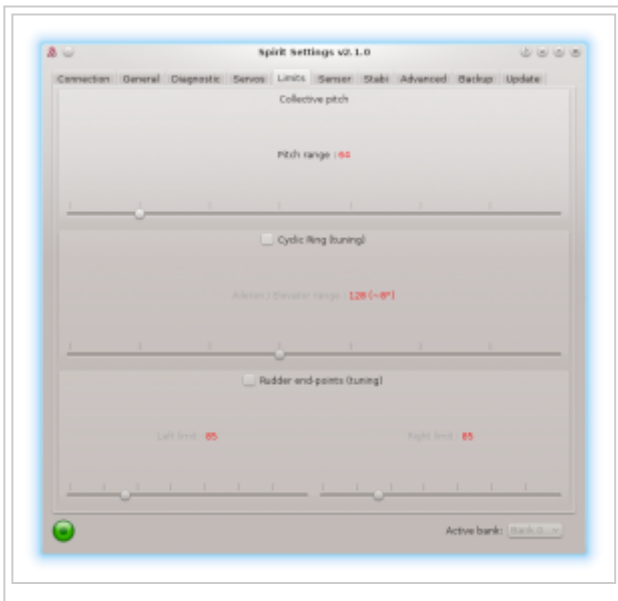 Spirit Settings v2.1.0
Connection General Diagnostic Servos Limits Sensor Stabi Advanced Backup Update
Collective pitch
Pitch range : 64
Cyclic Ring (tuning)
Aileron / Elevator range : 128 (~8°)
Rudder end-points (tuning)
Left limit : 85 Right limit : 85
Active bank: Bank 0